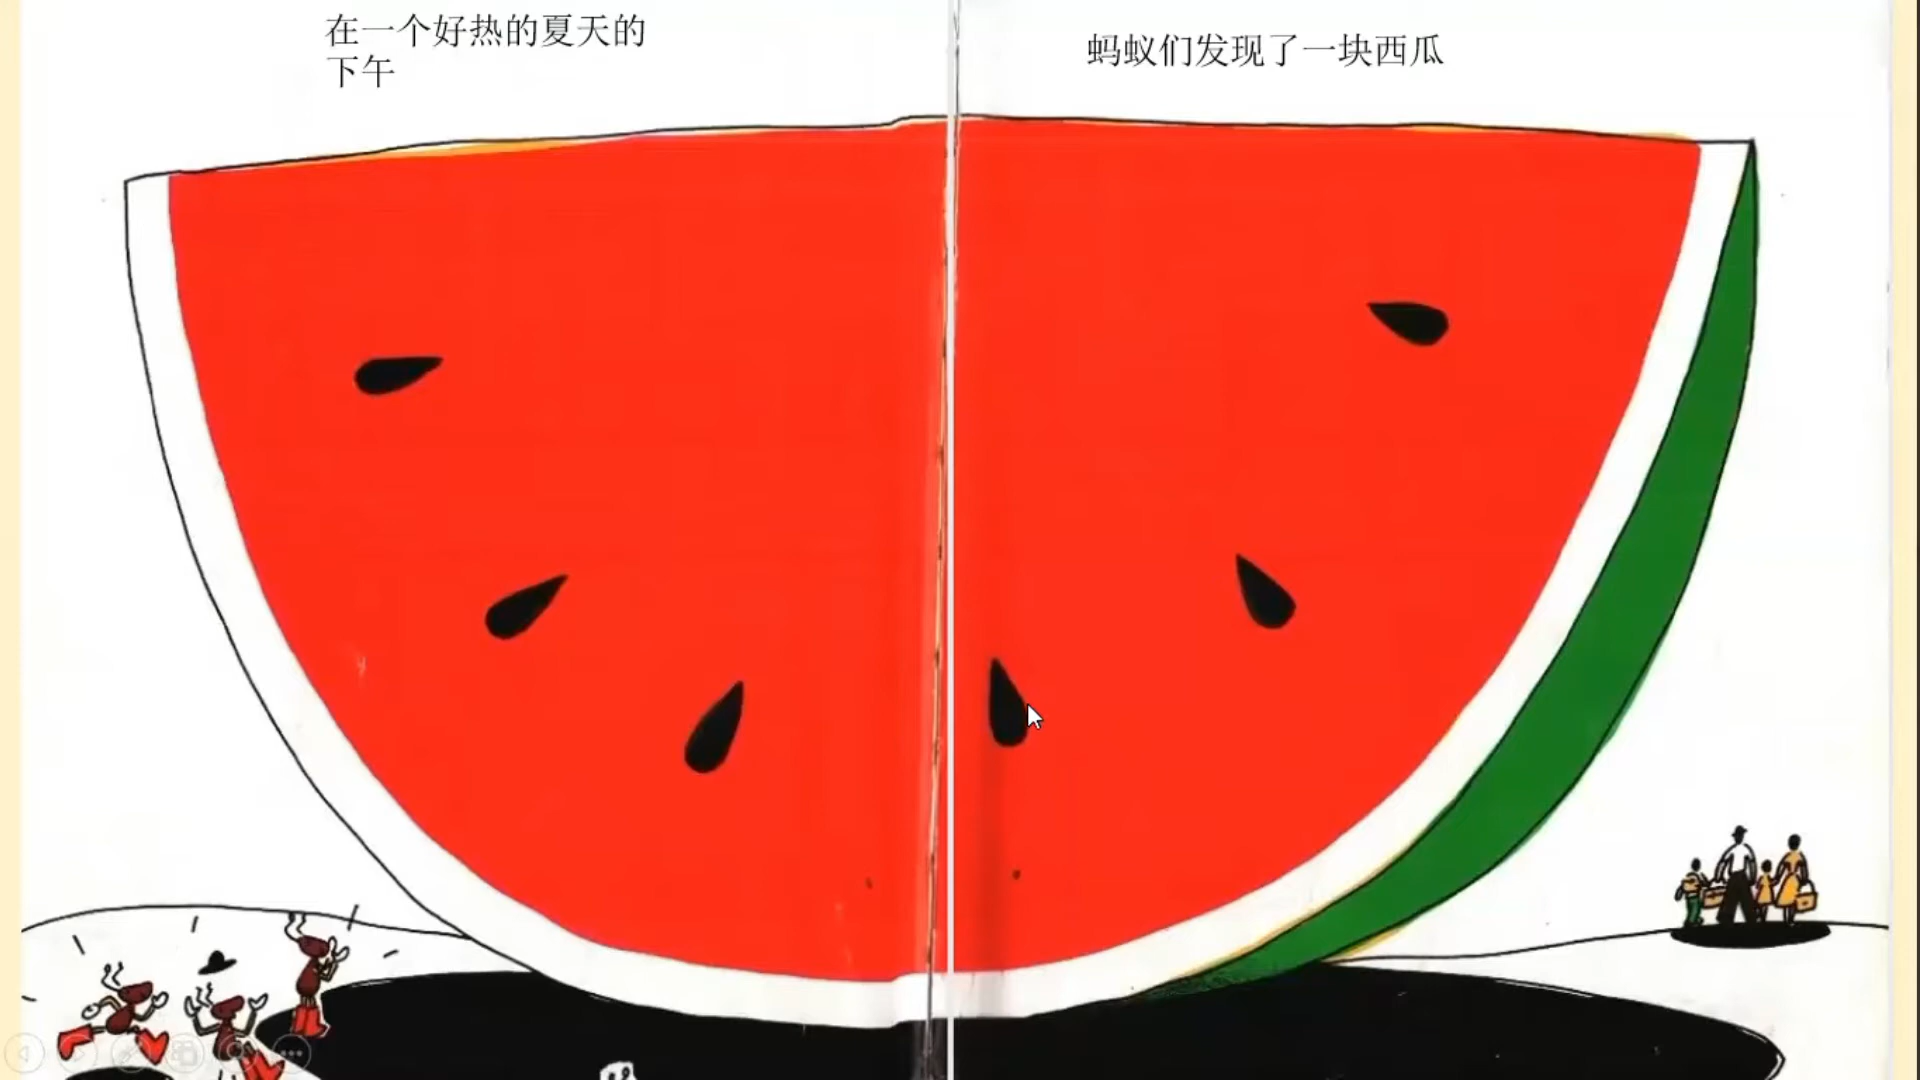 在一个好热的夏天的
下午
蚂蚁们发现了一块西瓜